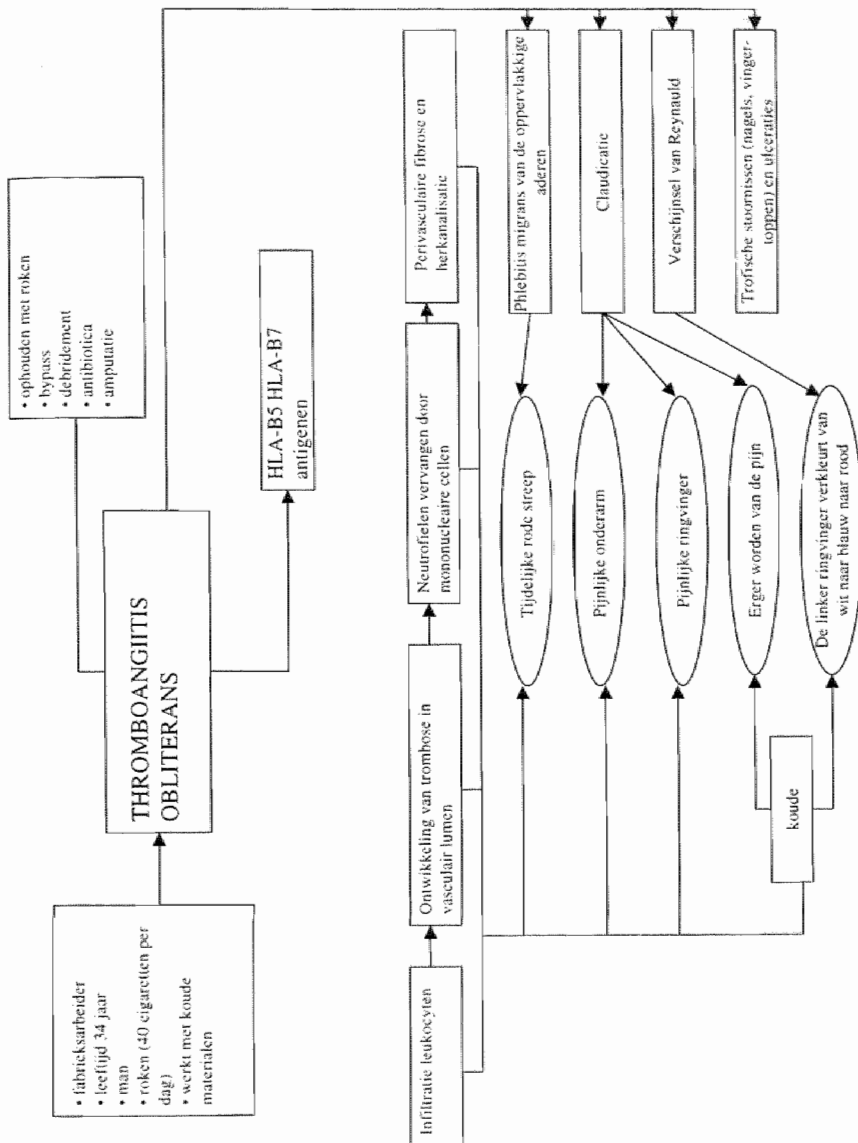 • fabrieksarbeider
• leeftijd 34 jaar
• man
• roken (40 cigaretten per
dag)
• werkt met koude
materialen
THROMBOANGIITIS
OBLITERANS
• ophouden met roken
• bypass
• debridement
• antibiotica
• amputatie
HLA-B5 HLA-B7
antigenen
Infiltratie leukocyten
Ontwikkeling van trombose in
vasculair lumen
Neutrofielen vervangen door
mononucleaire cellen
Perivasculaire fibrose en
herkanalisatie
Tijdelijke rode streep
Pijnlijke onderarm
Pijnlijke ringvinger
Erger worden van de pijn
De linker ringvinger verkleurt van
wit naar blauw naar rood
koude
Phlebitis migrans van de oppervlakkige
aderen
Claudicatie
Verschijnsel van Reynauld
Trofische stoornissen (nagels, vinger-
toppen) en ulceraties